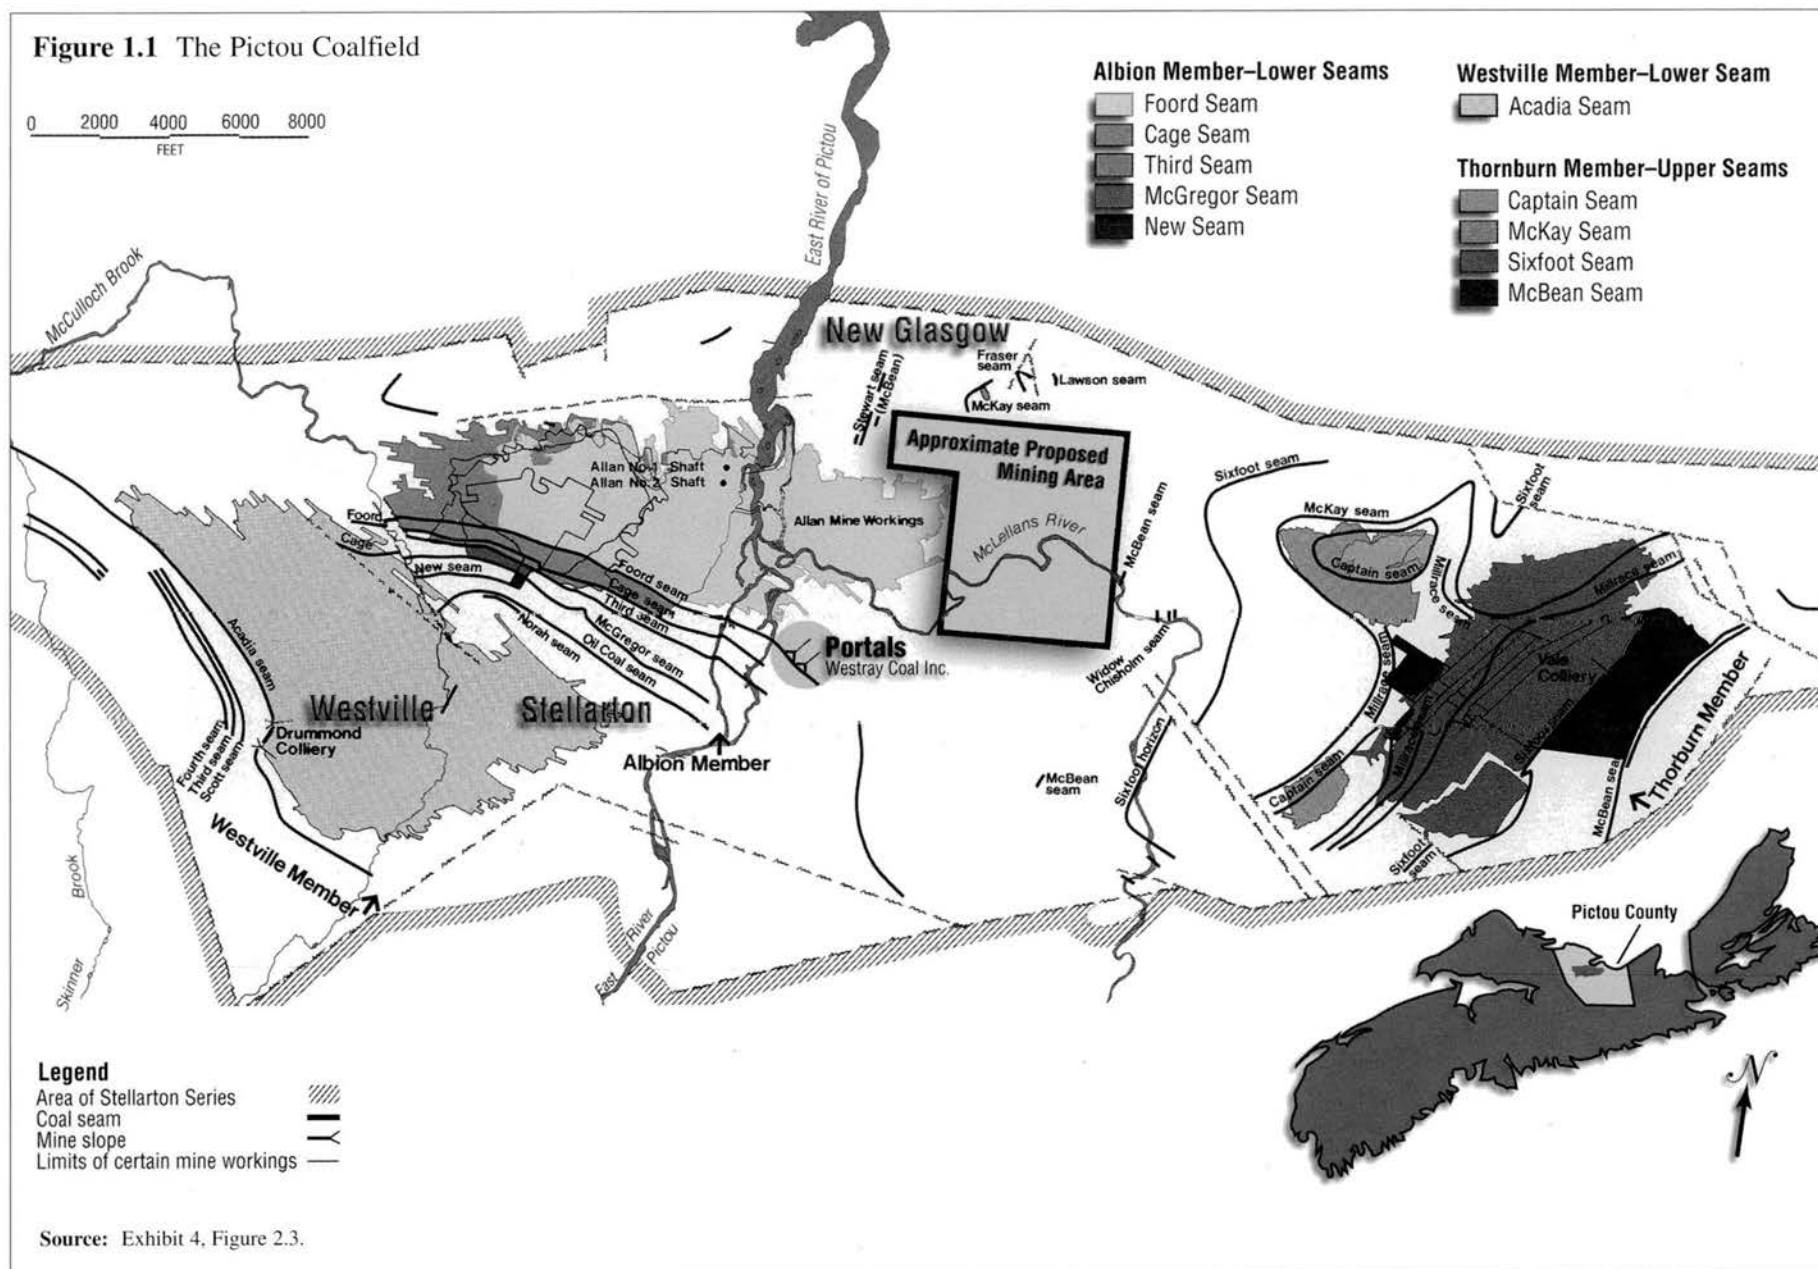 Figure 1.1 The Pictou Coalfield
0 2000 4000 6000 8000
FEET
Albion Member–Lower Seams
Foord Seam
Cage Seam
Third Seam
McGregor Seam
New Seam
Westville Member–Lower Seam
Acadia Seam
Thornburn Member–Upper Seams
Captain Seam
McKay Seam
Sixfoot Seam
McBean Seam
McCulloch Brook
East River of Pictou
New Glasgow
Stewart seam
(McBean)
Fraser
seam
Lawson seam
McKay seam
Approximate Proposed
Mining Area
Allan No.1 Shaft
Allan No.2 Shaft
Allan Mine Workings
McLellans River
McBean seam
Sixfoot seam
Sixfoot
seam
McKay seam
Captain seam
Millrace
seam
Millrace seam
Foord
Cage
New seam
Foord seam
Cage seam
Third seam
McGregor seam
Oil Coal seam
Norah seam
Acadia seam
Portals
Westray Coal Inc.
Widow
Chisholm seam
Millrace seam
Vale
Colliery
Millrace seam
Sixfoot seam
Westville
Stellarton
Drummond
Colliery
Fourth seam
Third seam
Scott seam
Albion Member
McBean
seam
Sixfoot horizon
Captain seam
McBean seam
Thorburn Member
Sixfoot
seam
Westville Member
Skinner Brook
East River
Pictou
Pictou County
N
Legend
Area of Stellarton Series
Coal seam
Mine slope
Limits of certain mine workings
Source: Exhibit 4, Figure 2.3.